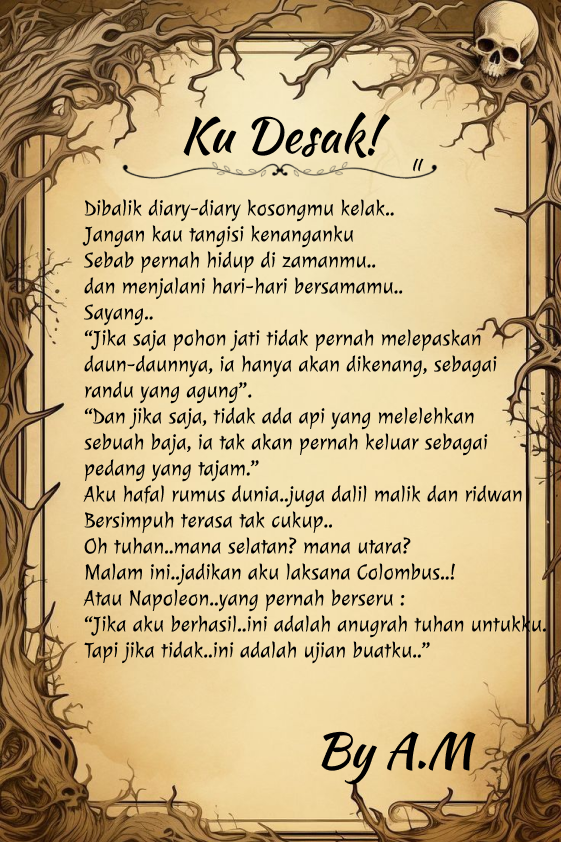 Ku Desak!
"
Dibalik diary-diary kosongmu kelak..
Jangan kau tangisi kenanganku
Sebab pernah hidup di zamanmu..
dan menjalani hari-hari bersamamu..
Sayang..
“Jika saja pohon jati tidak pernah melepaskan
daun-daunnya, ia hanya akan dikenang, sebagai
randu yang agung”.
“Dan jika saja, tidak ada api yang melelehkan
sebuah baja, ia tak akan pernah keluar sebagai
pedang yang tajam.”
Aku hafal rumus dunia..juga dalil malik dan ridwan
Bersimpuh terasa tak cukup..
Oh tuhan..mana selatan? mana utara?
Malam ini..jadikan aku laksana Colombus..!
Atau Napoleon..yang pernah berseru :
“Jika aku berhasil..ini adalah anugrah tuhan untukku.
Tapi jika tidak..ini adalah ujian buatku..”
By A.M